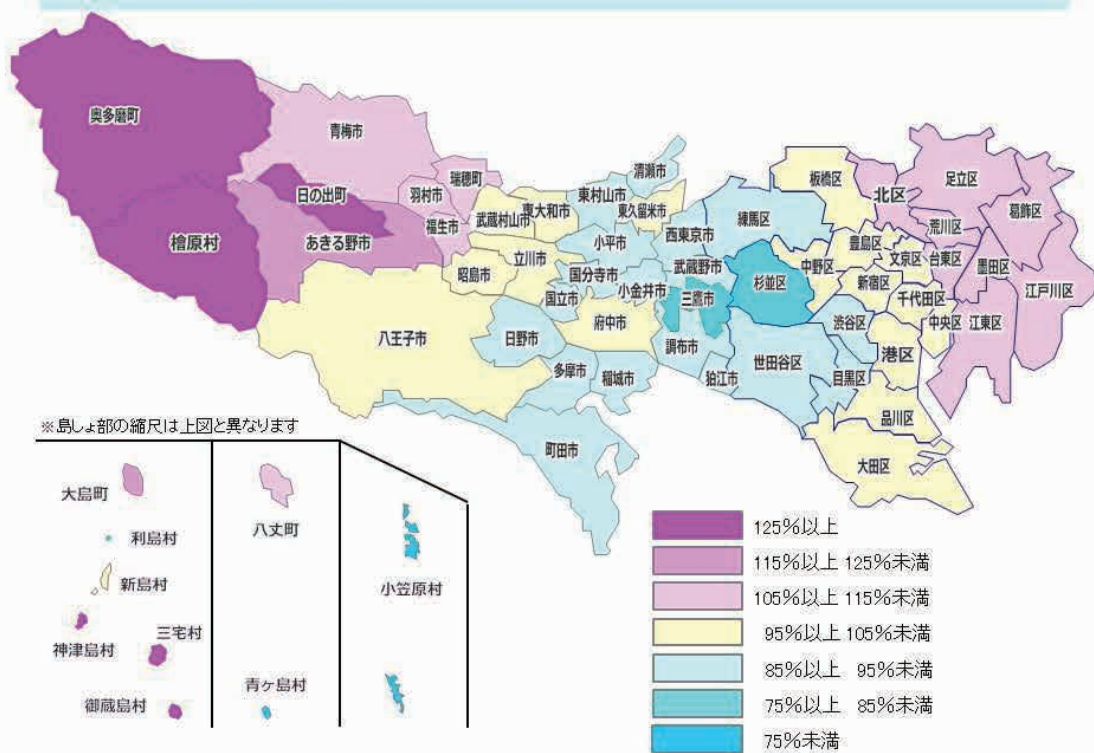 奥多磨町
青梅市
瑞穂町
羽村市
日の出町
福生市
檜原村
あきる野市
武蔵村山市
東大和市
東村山市
清瀬市
東久留米市
小平市
西東京市
立川市
昭島市
国分寺市
国立市
小金井市
武蔵野市
三鷹市
府中市
八王子市
日野市
多摩市
稲城市
調布市
狛江市
町田市
板橋区
練馬区
北区
足立区
葛飾区
荒川区
豊島区
文京区
台東区
墨田区
中野区
杉並区
新宿区
千代田区
江戸川区
渋谷区
中央区
江東区
港区
世田谷区
目黒区
品川区
大田区
※島しょ部の縮尺は上図と異なります
大島町
利島村
新島村
三宅村
神津島村
御蔵島村
八丈町
青ヶ島村
小笠原村
125%以上
115%以上 125%未満
105%以上 115%未満
95%以上 105%未満
85%以上 95%未満
75%以上 85%未満
75%未満